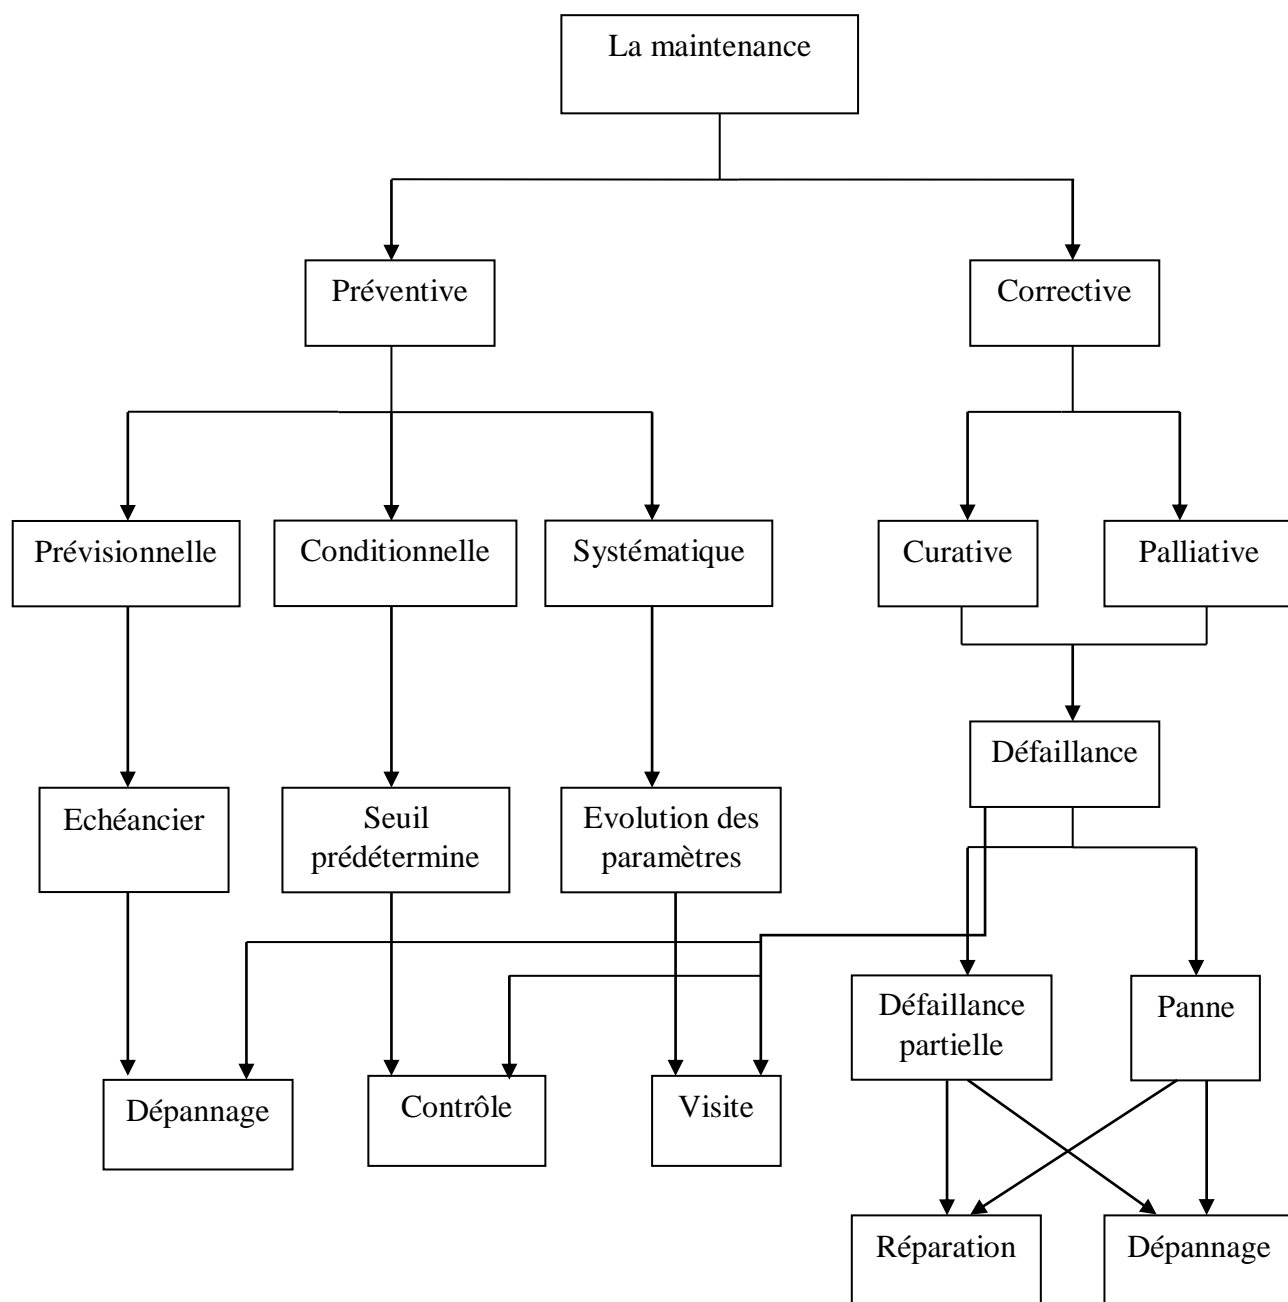 La maintenance
Préventive
Corrective
Prévisionnelle
Conditionnelle
Systématique
Curative
Palliative
Défaillance
Echéancier
Seuil
prédétermine
Evolution des
paramètres
Défaillance
partielle
Panne
Dépannage
Contrôle
Visite
Réparation
Dépannage